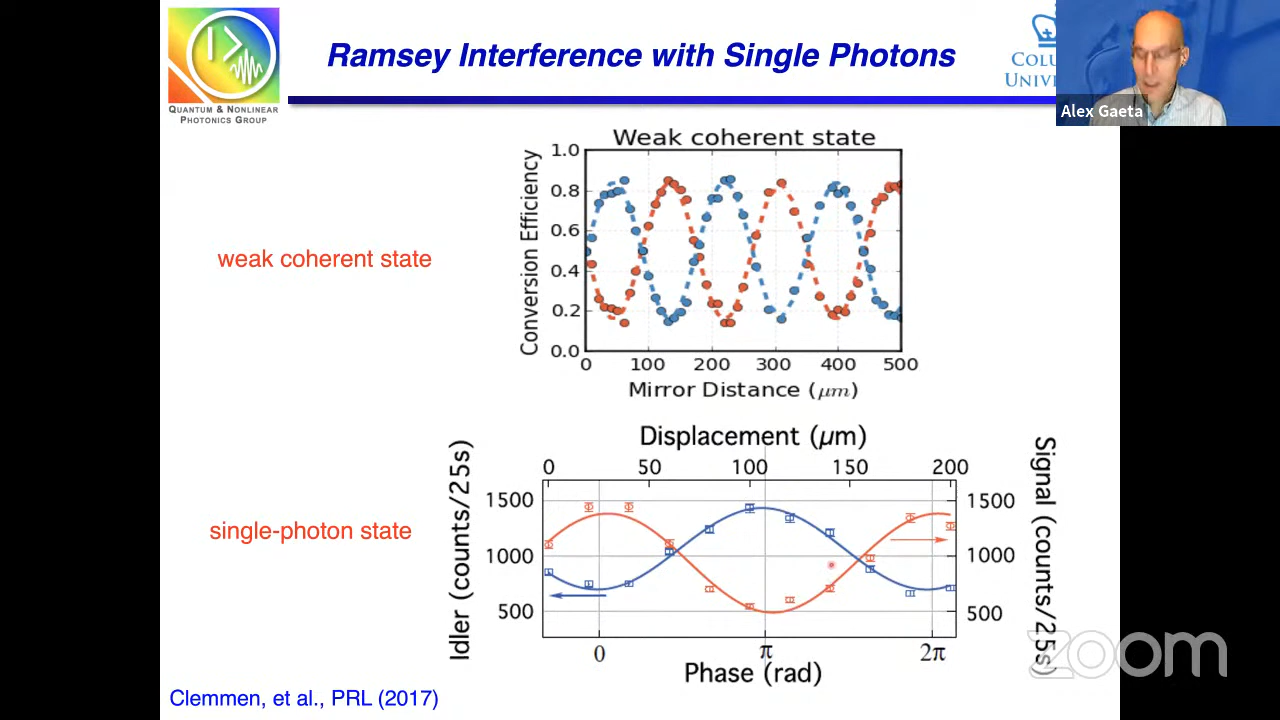 Ramsey Interference with Single Photons
QUANTUM & NONLINEAR
PHOTONICS GROUP
COLU
UNIVE
Alex Gaeta
weak coherent state
Weak coherent state
Conversion Efficiency
1.0
0.8
0.6
0.4
0.2
0.0
0 100 200 300 400 500
Mirror Distance (μm)
single-photon state
Displacement (μm)
0 50 100 150 200
Idler (counts/25s)
1500
1000
500
Signal (counts/25s)
1500
1000
500
0 π 2π
Phase (rad)
Clemmen, et al., PRL (2017)
zoom